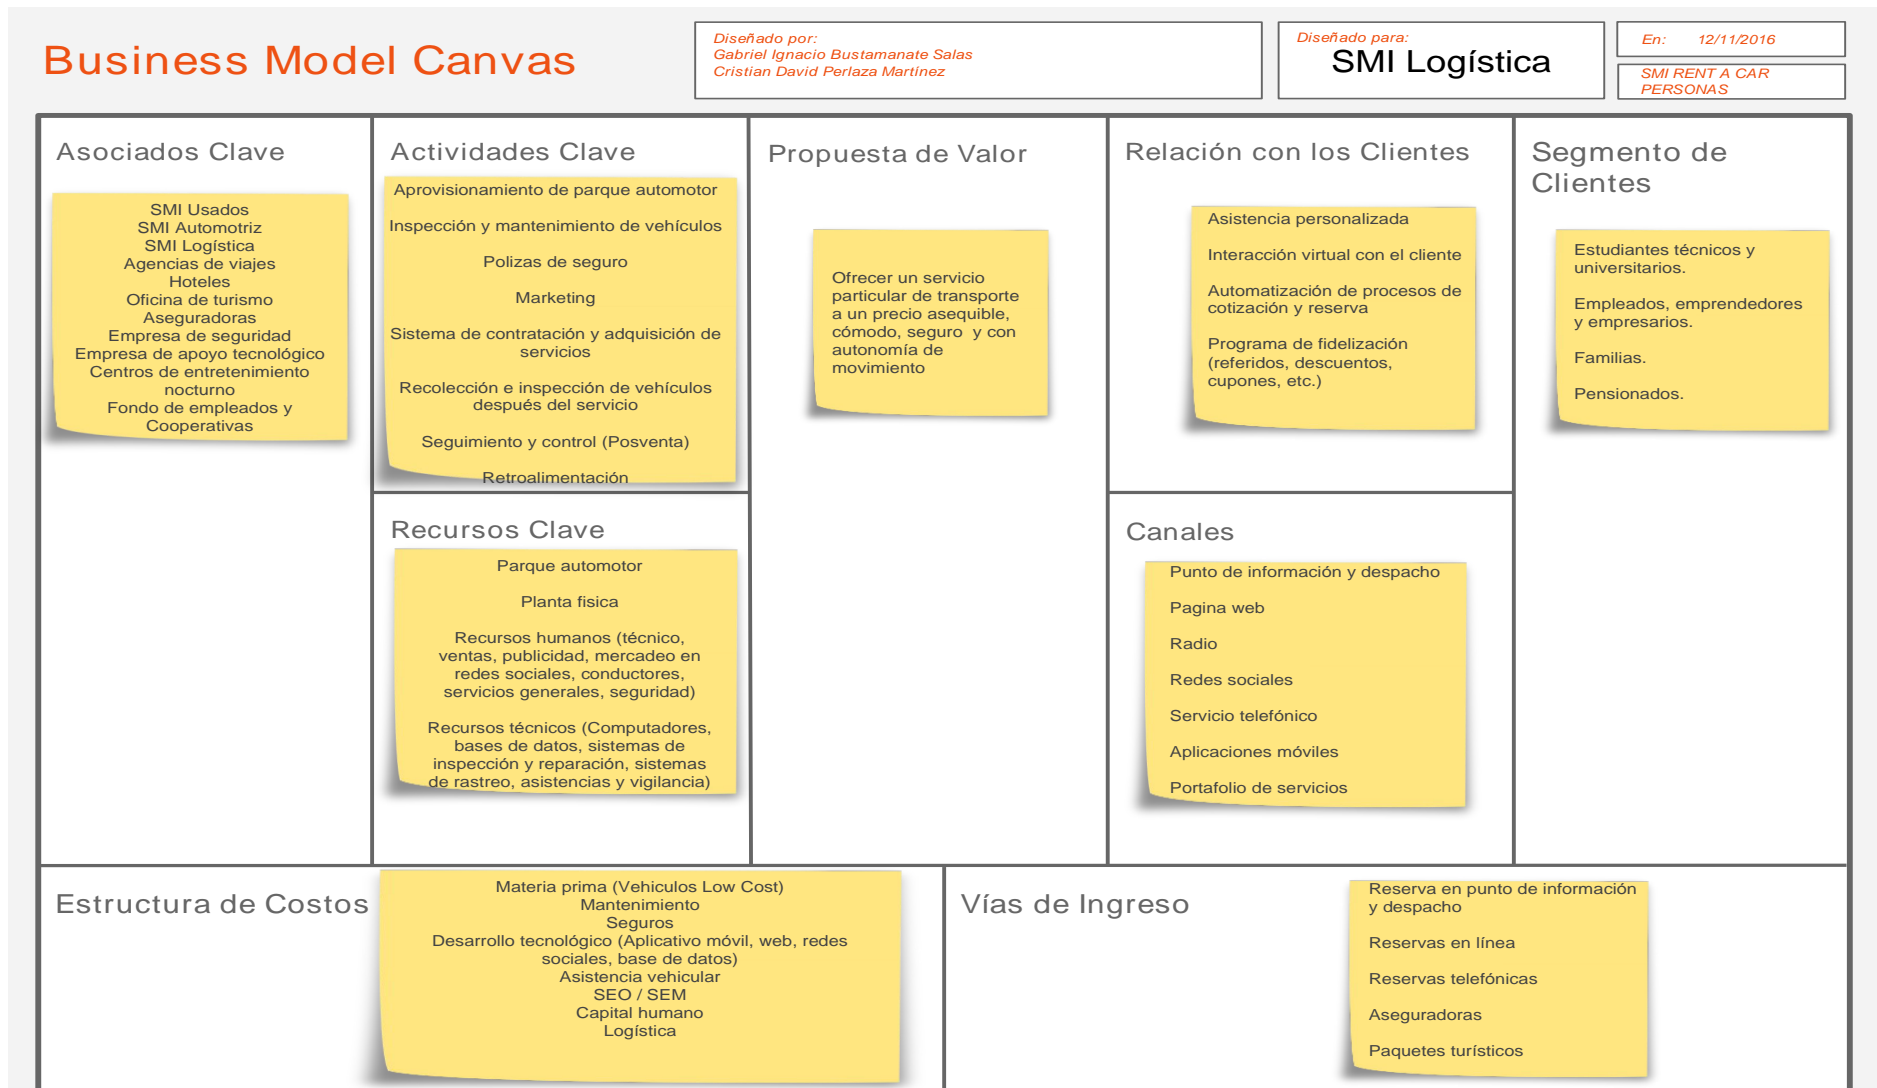 Business Model Canvas
Diseñado por:
Gabriel Ignacio Bustamanate Salas
Cristian David Perlaza Martínez
Diseñado para:
SMI Logística
En: 12/11/2016
SMI RENT A CAR
PERSONAS
Asociados Clave
SMI Usados
SMI Automotriz
SMI Logística
Agencias de viajes
Hoteles
Oficina de turismo
Aseguradoras
Empresa de seguridad
Empresa de apoyo tecnológico
Centros de entretenimiento
nocturno
Fondo de empleados y
Cooperativas
Actividades Clave
Aprovisionamiento de parque automotor
Inspección y mantenimiento de vehículos
Polizas de seguro
Marketing
Sistema de contratación y adquisición de
servicios
Recolección e inspección de vehículos
después del servicio
Seguimiento y control (Posventa)
Retroalimentación
Recursos Clave
Parque automotor
Planta fisica
Recursos humanos (técnico,
ventas, publicidad, mercadeo en
redes sociales, conductores,
servicios generales, seguridad)
Recursos técnicos (Computadores,
bases de datos, sistemas de
inspección y reparación, sistemas
de rastreo, asistencias y vigilancia)
Propuesta de Valor
Ofrecer un servicio
particular de transporte
a un precio asequible,
cómodo, seguro y con
autonomía de
movimiento
Relación con los Clientes
Asistencia personalizada
Interacción virtual con el cliente
Automatización de procesos de
cotización y reserva
Programa de fidelización
(referidos, descuentos,
cupones, etc.)
Canales
Punto de información y despacho
Pagina web
Radio
Redes sociales
Servicio telefónico
Aplicaciones móviles
Portafolio de servicios
Segmento de
Clientes
Estudiantes técnicos y
universitarios.
Empleados, emprendedores
y empresarios.
Familias.
Pensionados.
Estructura de Costos
Materia prima (Vehiculos Low Cost)
Mantenimiento
Seguros
Desarrollo tecnológico (Aplicativo móvil, web, redes
sociales, base de datos)
Asistencia vehicular
SEO / SEM
Capital humano
Logística
Vías de Ingreso
Reserva en punto de información
y despacho
Reservas en línea
Reservas telefónicas
Aseguradoras
Paquetes turísticos